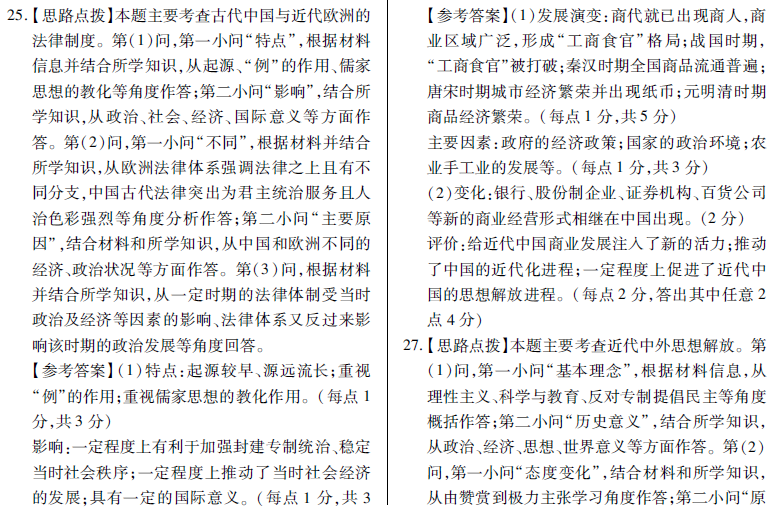 25.【思路点拨】本题主要考查古代中国与近代欧洲的
法律制度。第(1)问,第一小问“特点”,根据材料
信息并结合所学知识,从起源、“例”的作用、儒家
思想的教化等角度作答;第二小问“影响”,结合所
学知识,从政治、社会、经济、国际意义等方面作
答。第(2)问,第一小问“不同”,根据材料并结合
所学知识,从欧洲法律体系强调法律之上且有不
同分支,中国古代法律突出为君主统治服务且人
治色彩强烈等角度分析作答;第二小问“主要原
因”,结合材料和所学知识,从中国和欧洲不同的
经济、政治状况等方面作答。第(3)问,根据材料
并结合所学知识,从一定时期的法律体制受当时
政治及经济等因素的影响、法律体系又反过来影
响该时期的政治发展等角度回答。
【参考答案】(1)特点:起源较早、源远流长;重视
“例”的作用;重视儒家思想的教化作用。(每点1
分,共3分)
影响:一定程度上有利于加强封建专制统治、稳定
当时社会秩序;一定程度上推动了当时社会经济
的发展;具有一定的国际意义。(每点1分,共3
【参考答案】(1)发展演变:商代就已出现商人,商
业区域广泛,形成“工商食官”格局;战国时期,
“工商食官”被打破;秦汉时期全国商品流通普遍;
唐宋时期城市经济繁荣并出现纸币;元明清时期
商品经济繁荣。(每点1分,共5分)
主要因素:政府的经济政策;国家的政治环境;农
业手工业的发展等。(每点1分,共3分)
(2)变化:银行、股份制企业、证券机构、百货公司
等新的商业经营形式相继在中国出现。(2分)
评价:给近代中国商业发展注入了新的活力;推动
了中国的近代化进程;一定程度上促进了近代中
国的思想解放进程。(每点2分,答出其中任意2
点4分)
27.【思路点拨】本题主要考查近代中外思想解放。第
(1)问,第一小问“基本理念”,根据材料信息,从
理性主义、科学与教育、反对专制提倡民主等角度
概括作答;第二小问“历史意义”,结合所学知识,
从政治、经济、思想、世界意义等方面作答。第(2)
问,第一小问“态度变化”,结合材料和所学知识,
从由赞赏到极力主张学习角度作答;第二小问“原